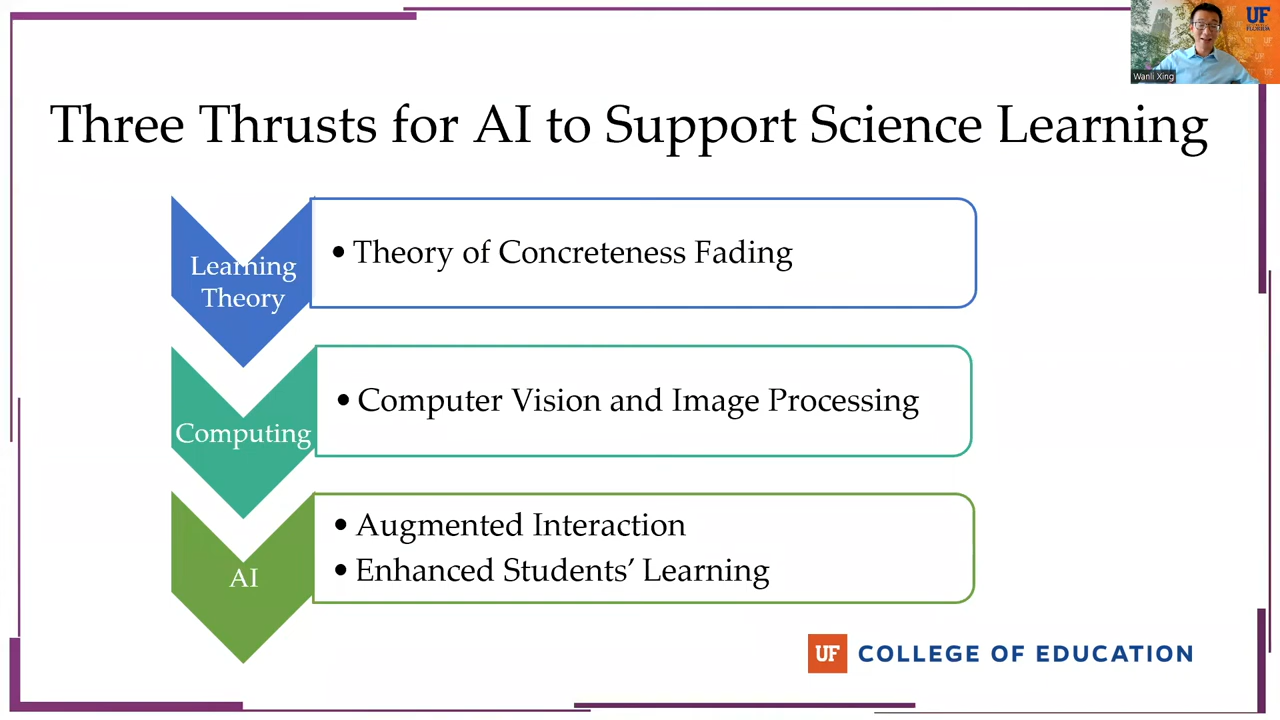 UF
FLORIDA
Wanli Xing
Three Thrusts for AI to Support Science Learning
Learning
Theory
• Theory of Concreteness Fading
Computing
• Computer Vision and Image Processing
AI
• Augmented Interaction
• Enhanced Students’ Learning
UF COLLEGE OF EDUCATION